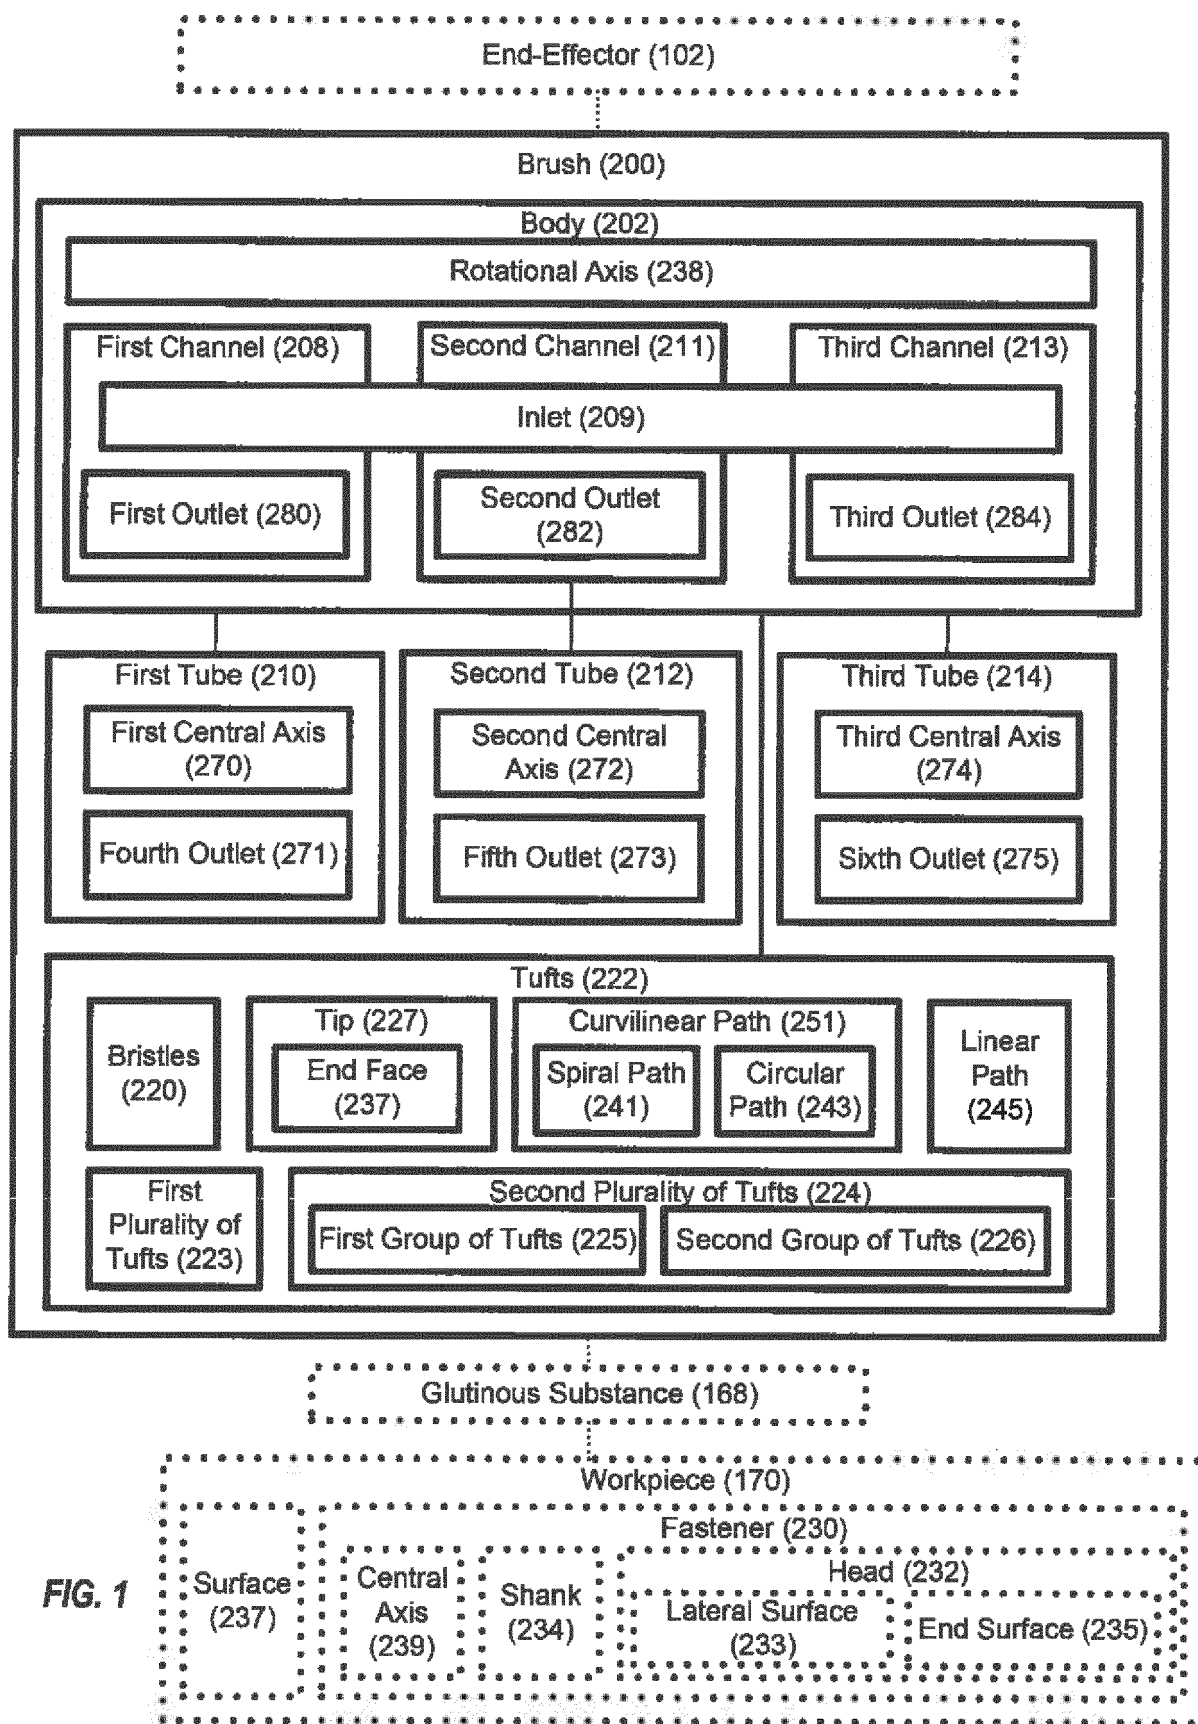 End-Effector (102)
Brush (200)
Body (202)
Rotational Axis (238)
First Channel (208)
Second Channel (211)
Third Channel (213)
Inlet (209)
First Outlet (280)
Second Outlet
(282)
Third Outlet (284)
First Tube (210)
First Central Axis
(270)
Fourth Outlet (271)
Second Tube (212)
Second Central
Axis (272)
Fifth Outlet (273)
Third Tube (214)
Third Central Axis
(274)
Sixth Outlet (275)
Tufts (222)
Bristles
(220)
Tip (227)
End Face
(237)
Curvilinear Path (251)
Spiral Path
(241)
Circular
Path (243)
Linear
Path
(245)
First
Plurality of
Tufts (223)
Second Plurality of Tufts (224)
First Group of Tufts (225)
Second Group of Tufts (226)
Glutinous Substance (168)
Workpiece (170)
Surface
(237)
Fastener (230)
Central
Axis
(239)
Shank
(234)
Head (232)
Lateral Surface
(233)
End Surface (235)
FIG. 1